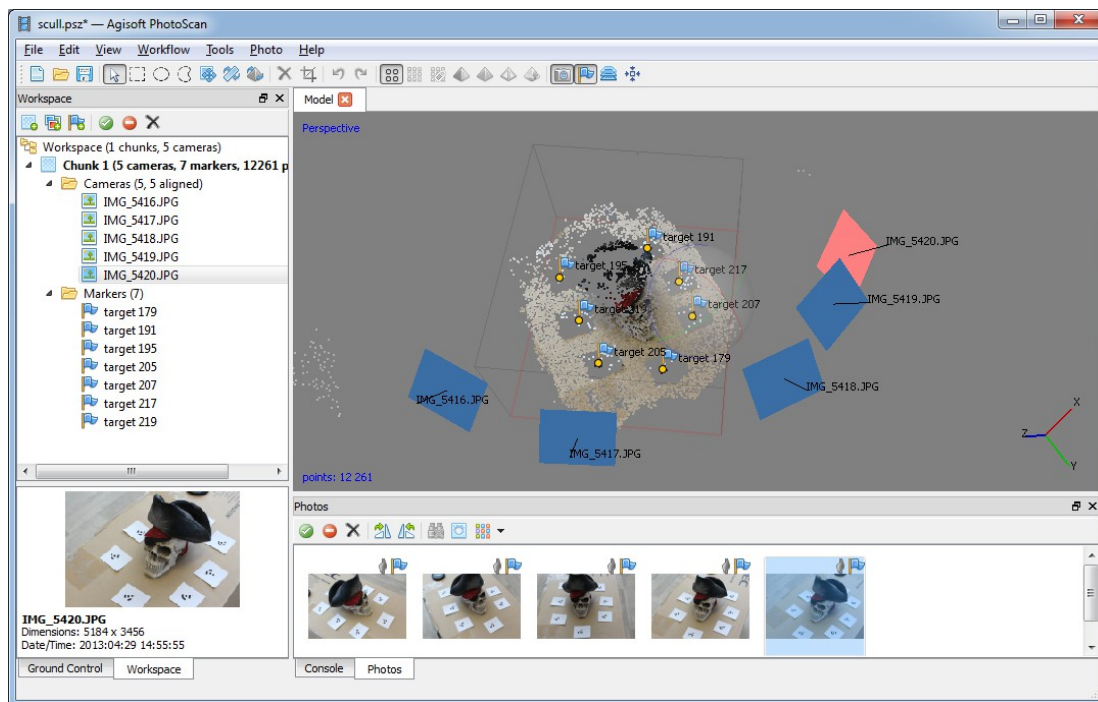 scull.psz* — Agisoft PhotoScan
File Edit View Workflow Tools Photo Help
Workspace
Workspace (1 chunks, 5 cameras)
Chunk 1 (5 cameras, 7 markers, 12261 p
Cameras (5, 5 aligned)
IMG_5416.JPG
IMG_5417.JPG
IMG_5418.JPG
IMG_5419.JPG
IMG_5420.JPG
Markers (7)
target 179
target 191
target 195
target 205
target 207
target 217
target 219
IMG_5420.JPG
Dimensions: 5184 x 3456
Date/Time: 2013:04:29 14:55:55
Ground Control Workspace
Model
Perspective
target 191
IMG_5420.JPG
target 195
target 217
IMG_5419.JPG
target 207
target 219
target 205
target 179
IMG_5418.JPG
IMG_5416.JPG
IMG_5417.JPG
X
Z
Y
points: 12 261
Photos
Console Photos